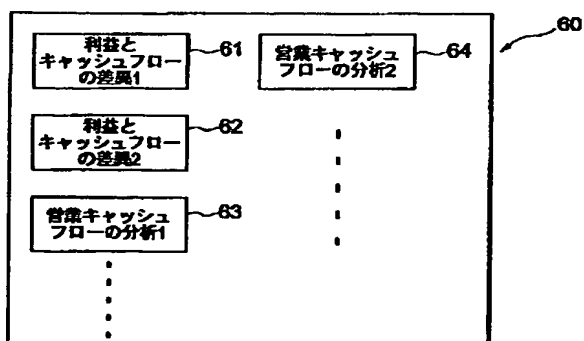 60
利益と
キャッシュフロー
の差異1
61
営業キャッシュ
フローの分析2
64
利益と
キャッシュフロー
の差異2
62
営業キャッシュ
フローの分析1
63